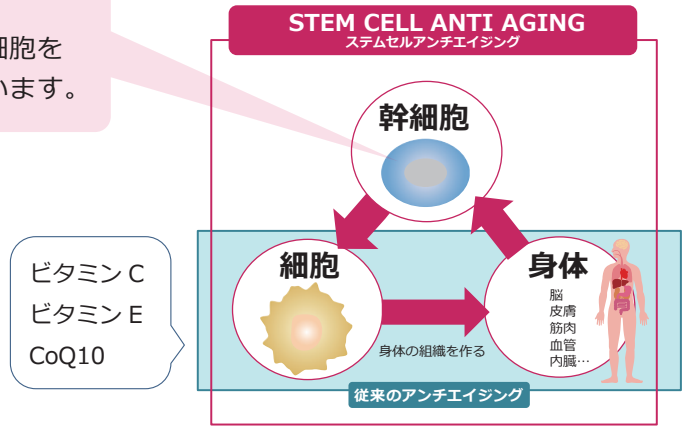 STEM CELL ANTI AGING
ステムセルアンチエイジング
細胞を
います。
幹細胞
細胞
身体
脳
皮膚
筋肉
血管
内臓…
身体の組織を作る
ビタミン C
ビタミン E
CoQ10
従来のアンチエイジング